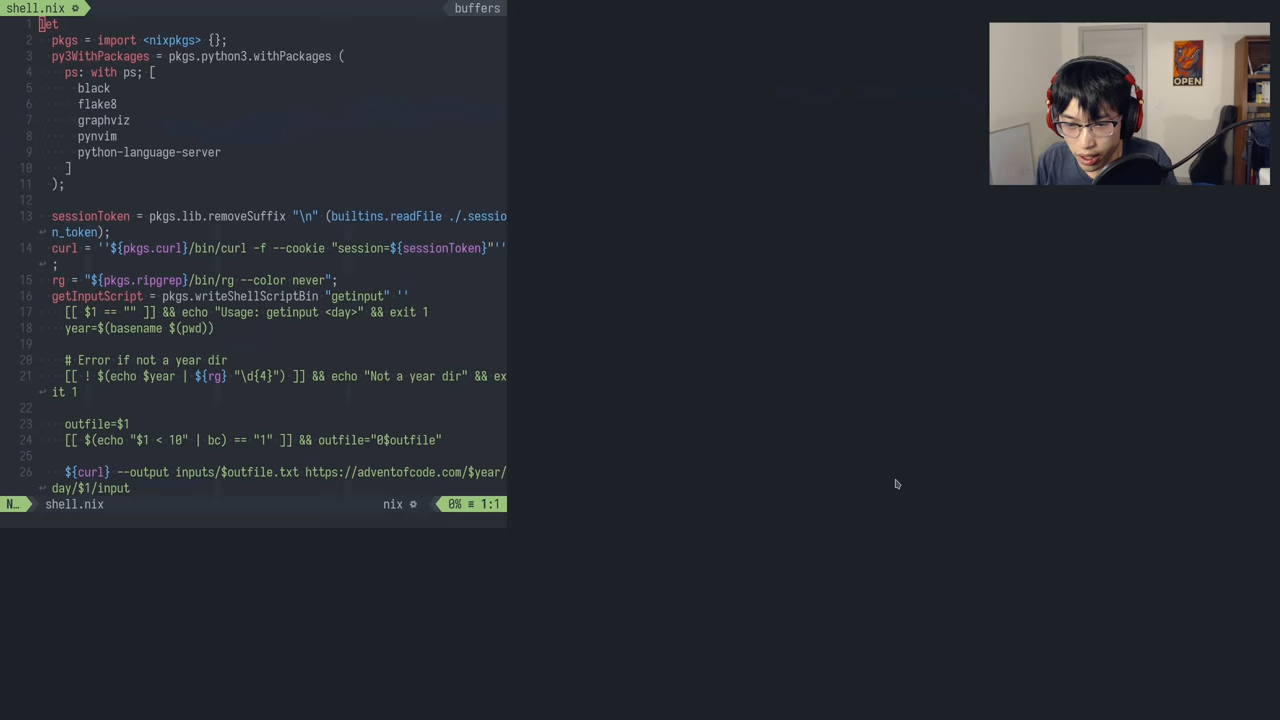 shell.nix
buffers
1 let
2 pkgs = import <nixpkgs> {};
3 py3WithPackages = pkgs.python3.withPackages (
4 ps: with ps; [
5 black
6 flake8
7 graphviz
8 pynvim
9 python-language-server
10 ]
11 );
12
13 sessionToken = pkgs.lib.removeSuffix "\n" (builtins.readFile ./.sessio
n_token);
14 curl = ''${pkgs.curl}/bin/curl -f --cookie "session=${sessionToken}"''
;
15 rg = "${pkgs.ripgrep}/bin/rg --color never";
16 getInputScript = pkgs.writeShellScriptBin "getinput" ''
17 [[ $1 == "" ]] && echo "Usage: getinput <day>" && exit 1
18 year=$(basename $(pwd))
19
20 # Error if not a year dir
21 [[ ! $(echo $year | ${rg} "\d{4}") ]] && echo "Not a year dir" && ex
it 1
22
23 outfile=$1
24 [[ $(echo "$1 < 10" | bc) == "1" ]] && outfile="0$outfile"
25
26 ${curl} --output inputs/$outfile.txt https://adventofcode.com/$year/
day/$1/input
N… shell.nix nix 0% ≡ 1:1
OPEN